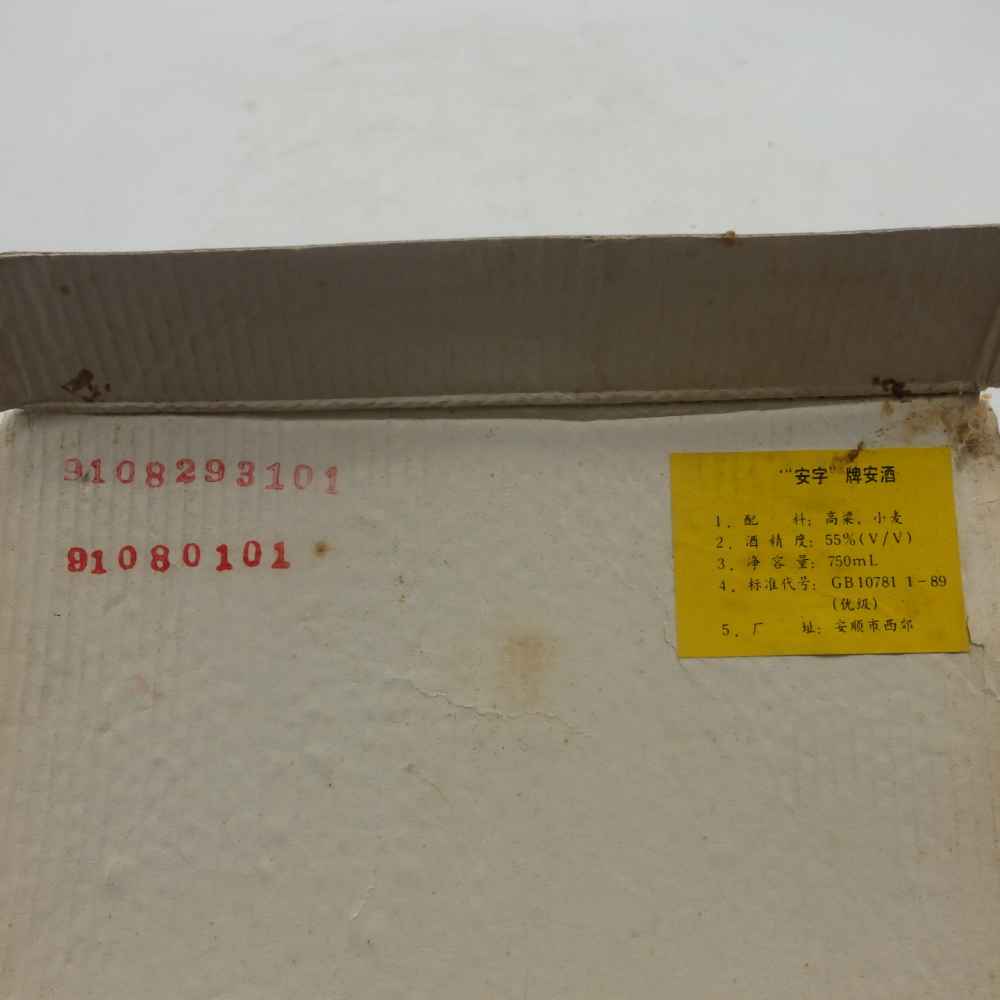 9108293101
91080101
“安字”牌安酒
1. 配 料: 高粱、小麦
2. 酒 精 度: 55%(V/V)
3. 净 容 量: 750mL
4. 标准代号: GB10781 1-89
(优级)
5. 厂 址: 安顺市西郊